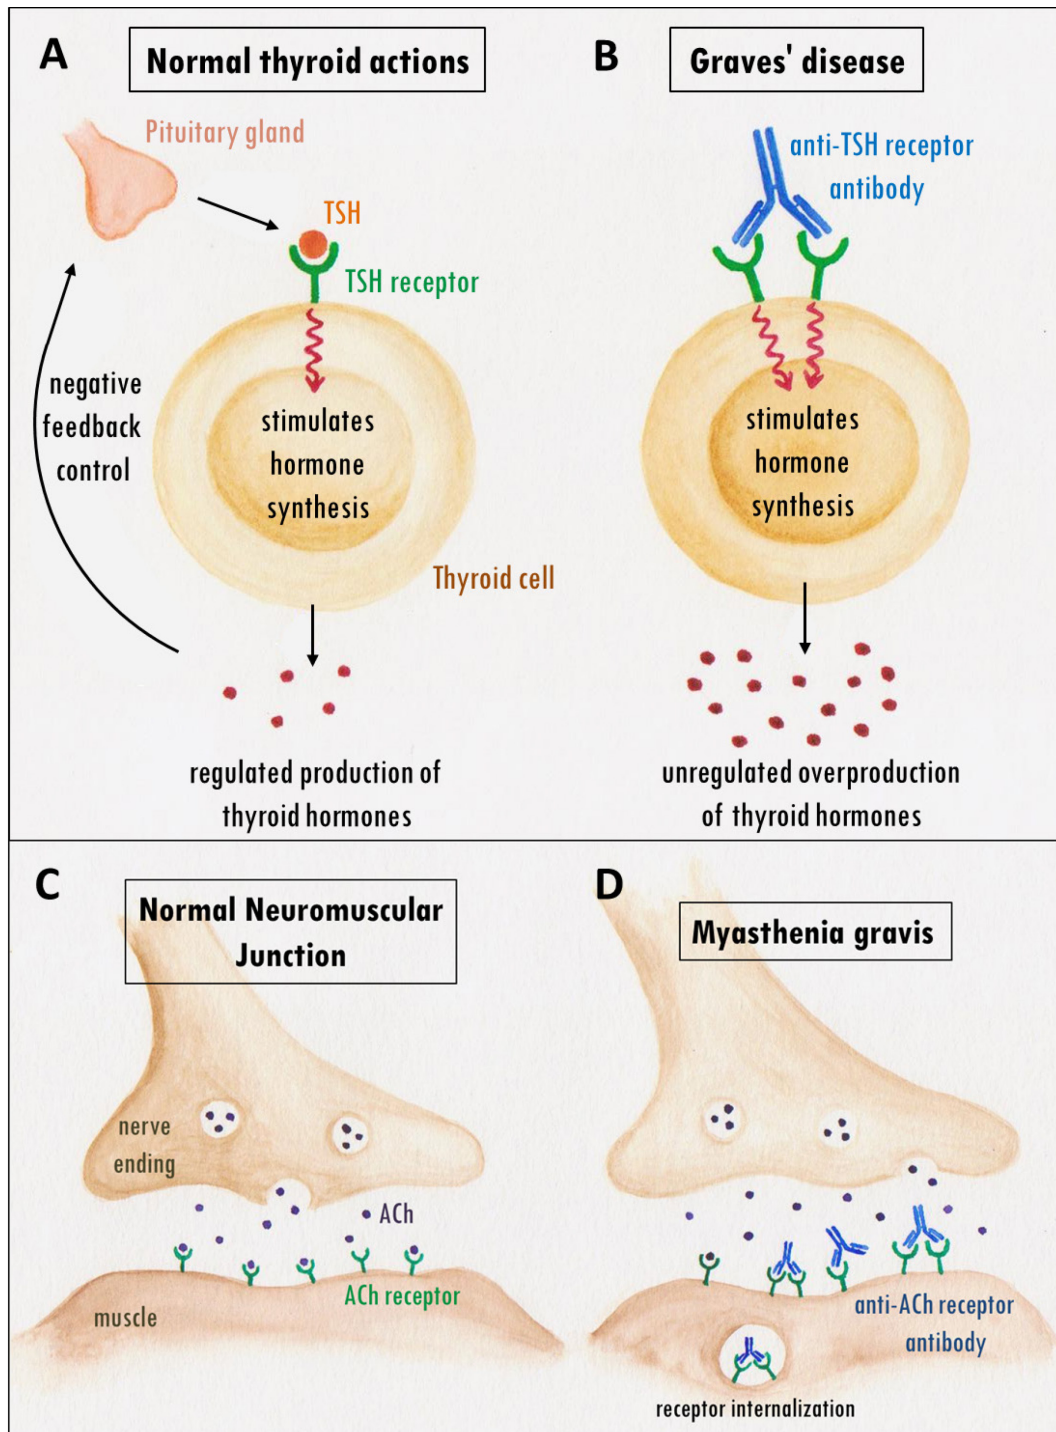 A
Normal thyroid actions
Pituitary gland
TSH
TSH receptor
negative
feedback
control
stimulates
hormone
synthesis
Thyroid cell
regulated production of
thyroid hormones
B
Graves' disease
anti-TSH receptor
antibody
stimulates
hormone
synthesis
unregulated overproduction
of thyroid hormones
C
Normal Neuromuscular
Junction
nerve
ending
ACh
ACh receptor
muscle
D
Myasthenia gravis
anti-ACh receptor
antibody
receptor internalization